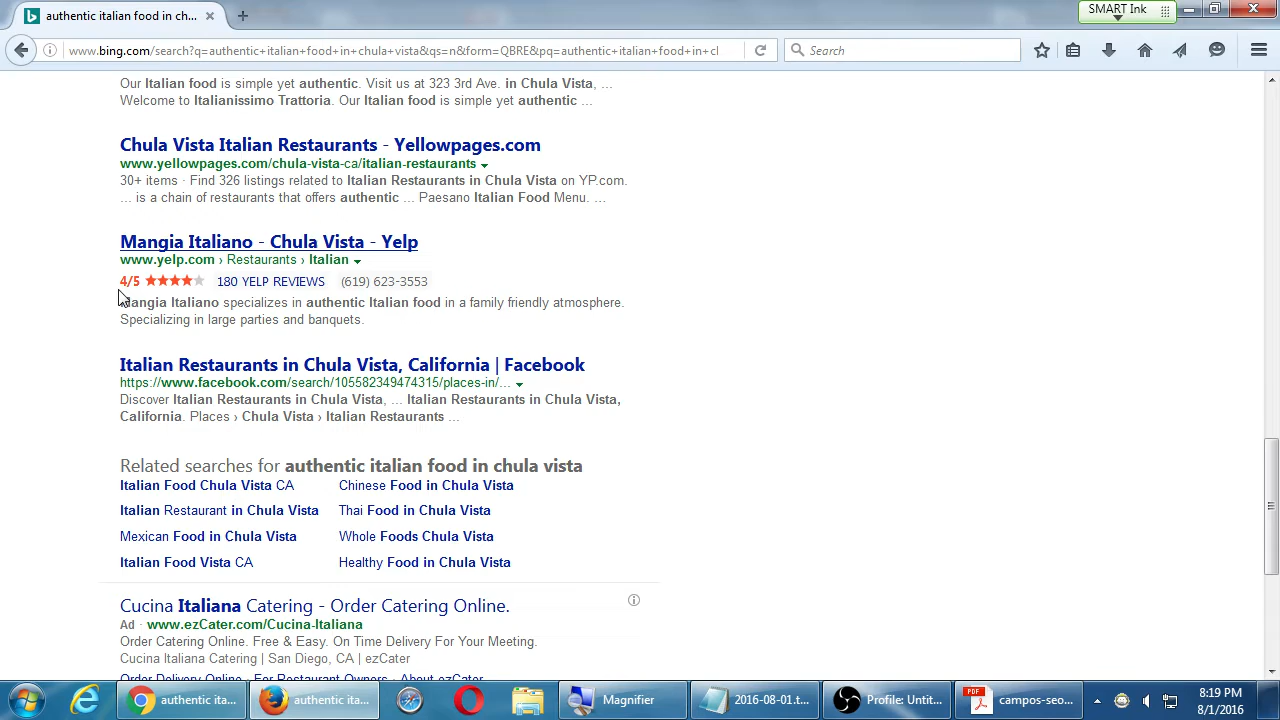 authentic italian food in ch...
SMART Ink
www.bing.com/search?q=authentic+italian+food+in+chula+vista&qs=n&form=QBRE&pq=authentic+italian+food+in+cl
Search
Our Italian food is simple yet authentic. Visit us at 323 3rd Ave. in Chula Vista, ...
Welcome to Italianissimo Trattoria. Our Italian food is simple yet authentic ...
Chula Vista Italian Restaurants - Yellowpages.com
www.yellowpages.com/chula-vista-ca/italian-restaurants
30+ items · Find 326 listings related to Italian Restaurants in Chula Vista on YP.com.
... is a chain of restaurants that offers authentic ... Paesano Italian Food Menu. ...
Mangia Italiano - Chula Vista - Yelp
www.yelp.com › Restaurants › Italian
4/5 180 YELP REVIEWS (619) 623-3553
Mangia Italiano specializes in authentic Italian food in a family friendly atmosphere.
Specializing in large parties and banquets.
Italian Restaurants in Chula Vista, California | Facebook
https://www.facebook.com/search/105582349474315/places-in/...
Discover Italian Restaurants in Chula Vista, ... Italian Restaurants in Chula Vista,
California. Places › Chula Vista › Italian Restaurants ...
Related searches for authentic italian food in chula vista
Italian Food Chula Vista CA Chinese Food in Chula Vista
Italian Restaurant in Chula Vista Thai Food in Chula Vista
Mexican Food in Chula Vista Whole Foods Chula Vista
Italian Food Vista CA Healthy Food in Chula Vista
Cucina Italiana Catering - Order Catering Online.
Ad · www.ezCater.com/Cucina-Italiana
Order Catering Online. Free & Easy. On Time Delivery For Your Meeting.
Cucina Italiana Catering | San Diego, CA | ezCater
Order Delivery Online · For Restaurant Owners · About ezCater
authentic ita... authentic ita... Magnifier 2016-08-01.t... Profile: Untit... PDF campos-seo... 8:19 PM
8/1/2016